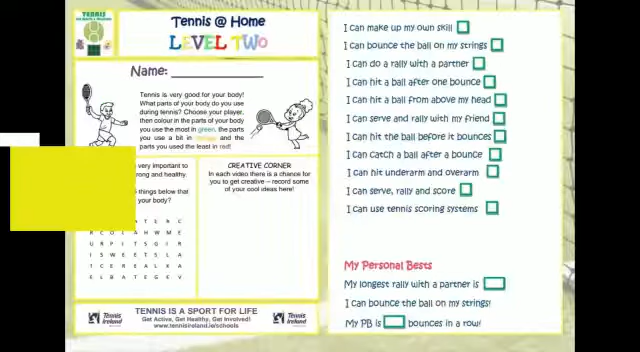 TENNIS
Tennis @ Home
LEVEL TWO
Name:
Tennis is very good for your body!
What parts of your body do you use
during tennis? Choose your player,
then colour in the parts of your body
you use the most in green, the parts
you use a bit in and the
parts you used the least in red!
very important to
rong and healthy.
things below that
your body?
CREATIVE CORNER
In each video there is a chance for
you to get creative – record some
of your cool ideas here!
U R P I T S G I R
I S W E E T S L A
T C E R E A L X A
E L B A T E G E V
TENNIS IS A SPORT FOR LIFE
Get Active, Get Healthy, Get Involved!
www.tennisireland.ie/schools
Tennis
Ireland
Tennis
Ireland
I can make up my own skill
I can bounce the ball on my strings
I can do a rally with a partner
I can hit a ball after one bounce
I can hit a ball from above my head
I can serve and rally with my friend
I can hit the ball before it bounces
I can catch a ball after a bounce
I can hit underarm and overarm
I can serve, rally and score
I can use tennis scoring systems
My Personal Bests
My longest rally with a partner is
I can bounce the ball on my strings!
My PB is bounces in a row!